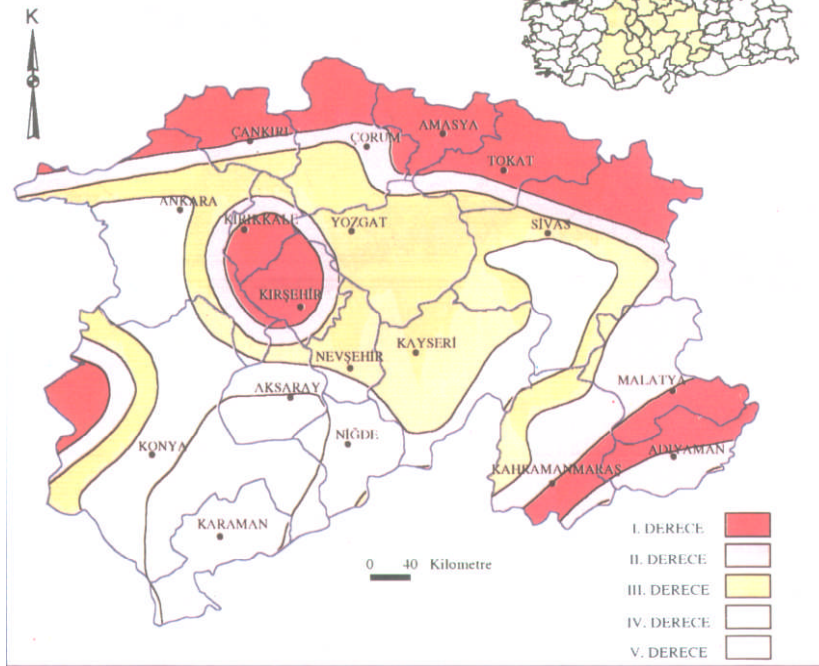 K
ÇANKIRI
ÇORUM
AMASYA
TOKAT
ANKARA
KIRIKKALE
YOZGAT
SİVAS
KIRŞEHİR
NEVŞEHİR
KAYSERİ
AKSARAY
MALATYA
KONYA
NİĞDE
ADIYAMAN
KAHRAMANMARAŞ
KARAMAN
0 40 Kilometre
I. DERECE
II. DERECE
III. DERECE
IV. DERECE
V. DERECE